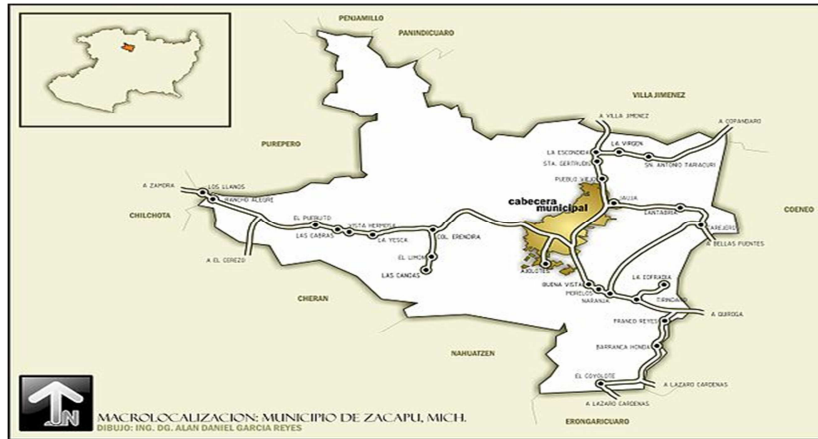 PENJAMILLO
PANINDICUARO
VILLA JIMENEZ
A VILLA JIMENEZ
A COPANDARO
PUREPERO
LA VIRGEN
LA ESCONDIDA
STA. GERTRUDIS
SN. ANTONIO TARIACURI
PUEBLO VIEJO
A ZAMORA
LOS LLANOS
RANCHO ALEGRE
cabecera
municipal
JAUJA
CANTABRIA
COENEO
CHILCHOTA
EL PUEBLITO
VISTA HERMOSA
LAS CABRAS
LA YESCA
COL. ERENDIRA
A BELLAS FUENTES
A EL CEREZO
EL LIMON
LAS CANOAS
AJOLOTES
LA COFRADIA
BUENA VISTA
MORELOS
NARANJA
TIRINDARO
CHERAN
A QUIROGA
FRANCO REYES
BARRANCA HONDA
NAHUATZEN
EL COYOLOTE
A LAZARO CARDENAS
A LAZARO CARDENAS
N
MACROLOCALIZACION: MUNICIPIO DE ZACAPU, MICH.
DIBUJO: ING. DG. ALAN DANIEL GARCIA REYES
ERONGARICUARO